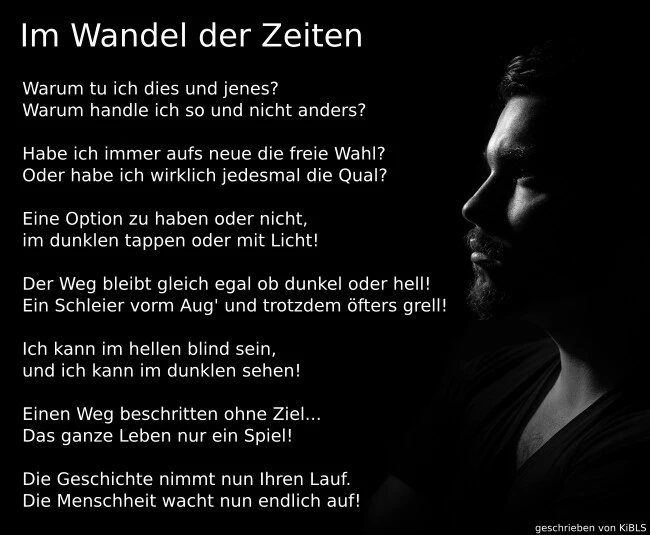 Im Wandel der Zeiten
Warum tu ich dies und jenes?
Warum handle ich so und nicht anders?
Habe ich immer aufs neue die freie Wahl?
Oder habe ich wirklich jedesmal die Qual?
Eine Option zu haben oder nicht,
im dunklen tappen oder mit Licht!
Der Weg bleibt gleich egal ob dunkel oder hell!
Ein Schleier vorm Aug' und trotzdem öfters grell!
Ich kann im hellen blind sein,
und ich kann im dunklen sehen!
Einen Weg beschritten ohne Ziel...
Das ganze Leben nur ein Spiel!
Die Geschichte nimmt nun Ihren Lauf.
Die Menschheit wacht nun endlich auf!
geschrieben von KiBLS